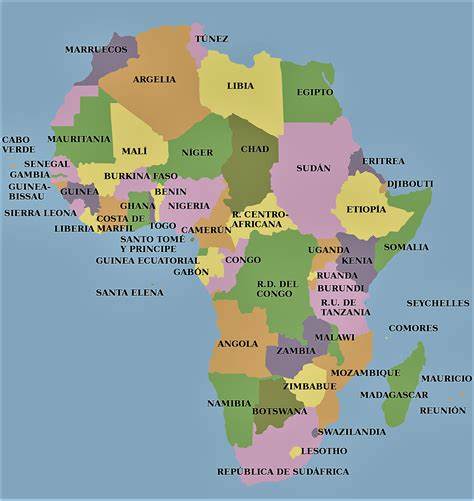 TÚNEZ
MARRUECOS
ARGELIA
LIBIA
EGIPTO
CABO
VERDE
MAURITANIA
MALÍ
NÍGER
CHAD
SUDÁN
ERITREA
SENEGAL
GAMBIA
BURKINA FASO
DJIBOUTI
GUINEA-
BISSAU
GUINEA
BENIN
GHANA
NIGERIA
R. CENTRO-
AFRICANA
ETIOPÍA
SIERRA LEONA
COSTA DE
MARFIL
LIBERIA
TOGO
CAMERÚN
SOMALIA
SANTO TOMÉ
Y PRINCIPE
UGANDA
KENIA
GUINEA ECUATORIAL
CONGO
GABÓN
RUANDA
BURUNDI
R.D. DEL
CONGO
SANTA ELENA
R.U. DE
TANZANIA
SEYCHELLES
COMORES
ANGOLA
MALAWI
ZAMBIA
MOZAMBIQUE
MAURICIO
ZIMBABUE
MADAGASCAR
NAMIBIA
BOTSWANA
REUNIÓN
SWAZILANDIA
LESOTHO
REPÚBLICA DE SUDÁFRICA